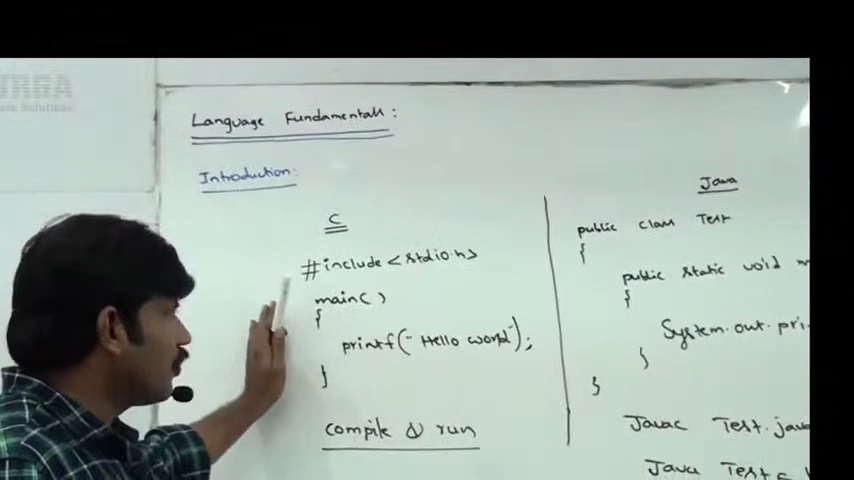 Language Fundamentals :
Introduction:
C
#include <stdio.h>
main( )
{
printf(" Hello world");
}
compile & run
Java
public class Test
{
public static void
{
System.out.pri
}
}
Javac Test.java
Java Test